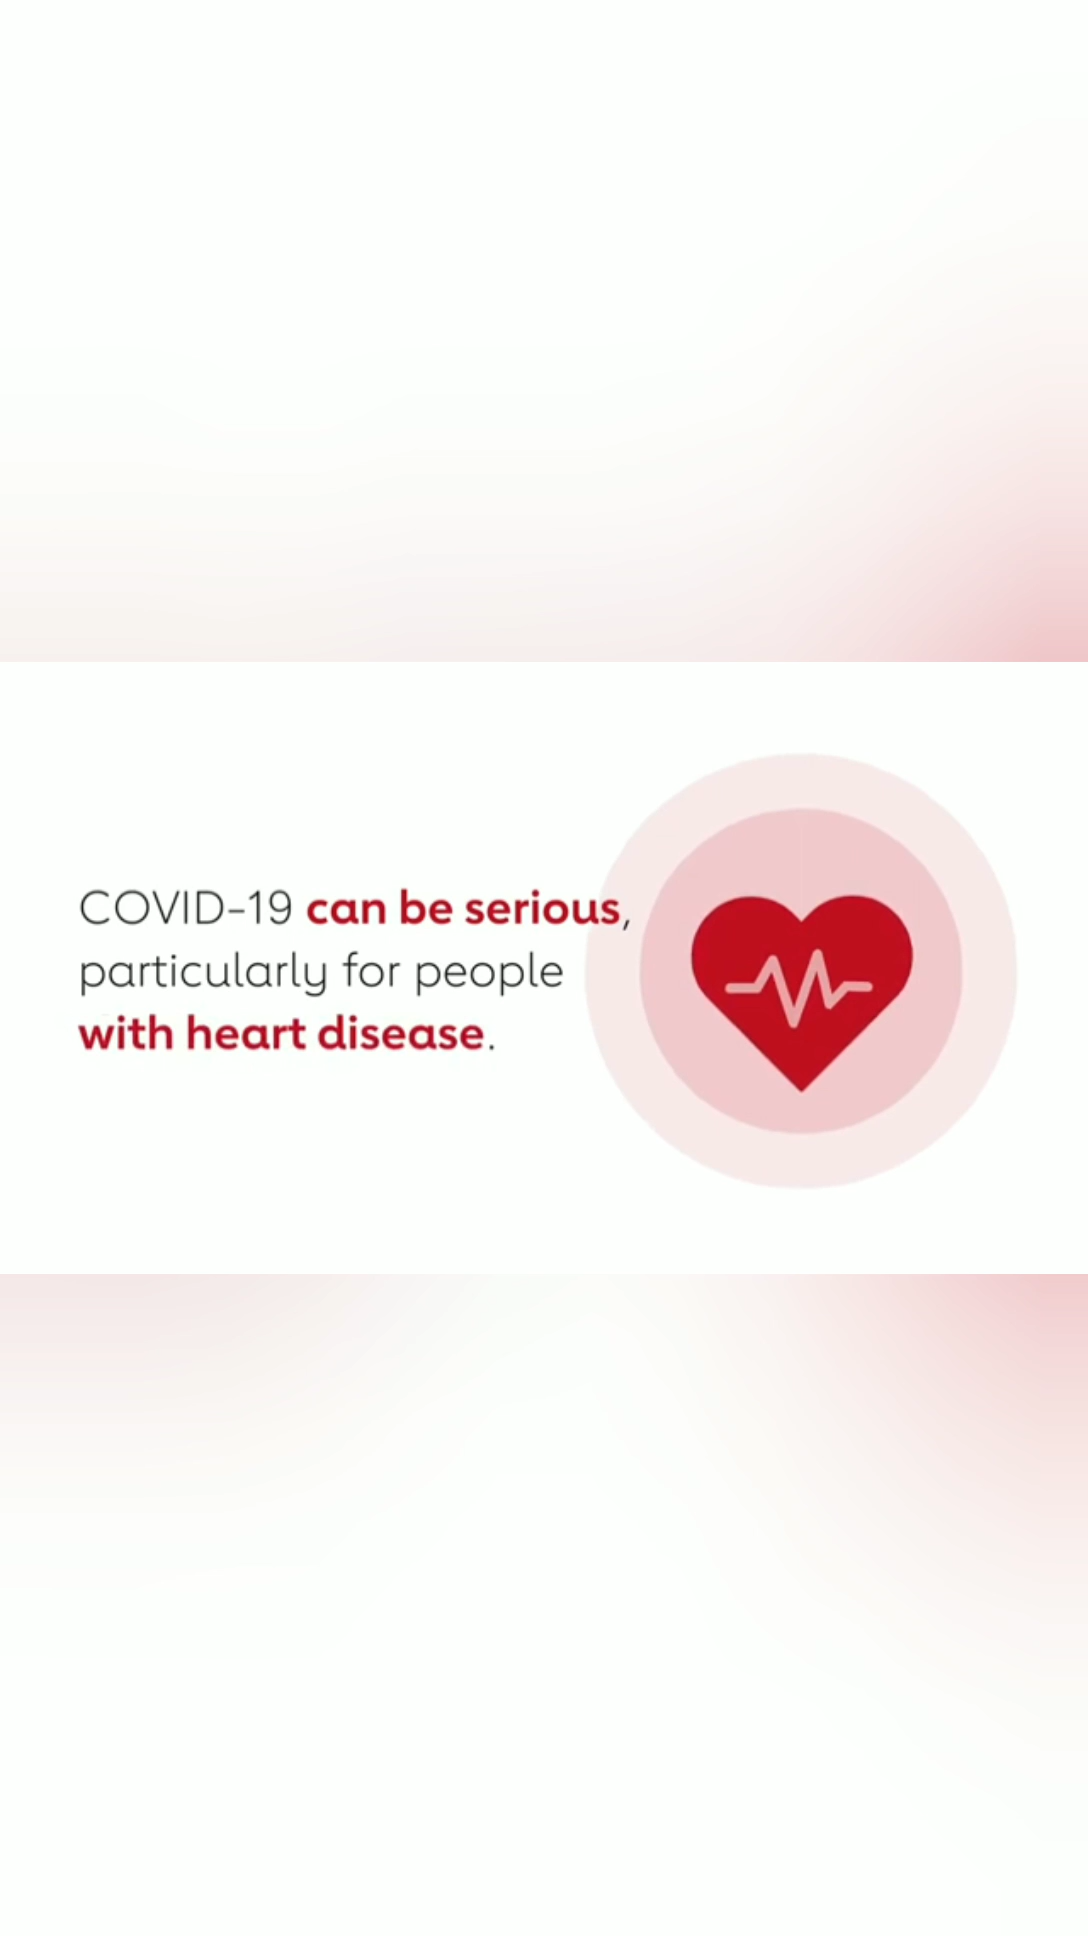 COVID-19 can be serious,
particularly for people
with heart disease.